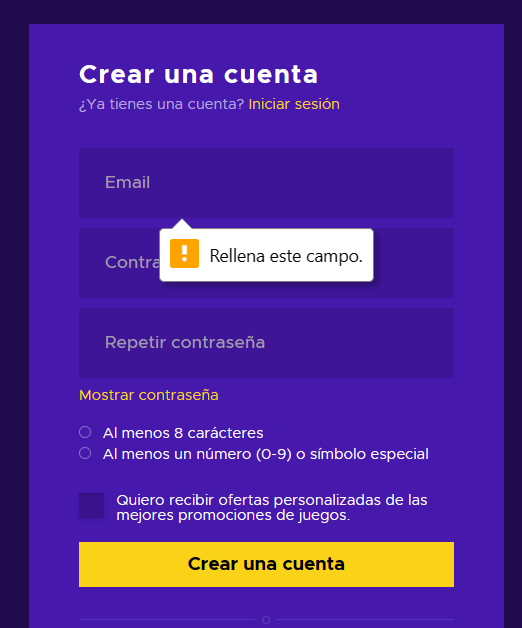 Crear una cuenta
¿Ya tienes una cuenta? Iniciar sesión
Email
Rellena este campo.
Repetir contraseña
Mostrar contraseña
Al menos 8 carácteres
Al menos un número (0-9) o símbolo especial
Quiero recibir ofertas personalizadas de las
mejores promociones de juegos.
Crear una cuenta